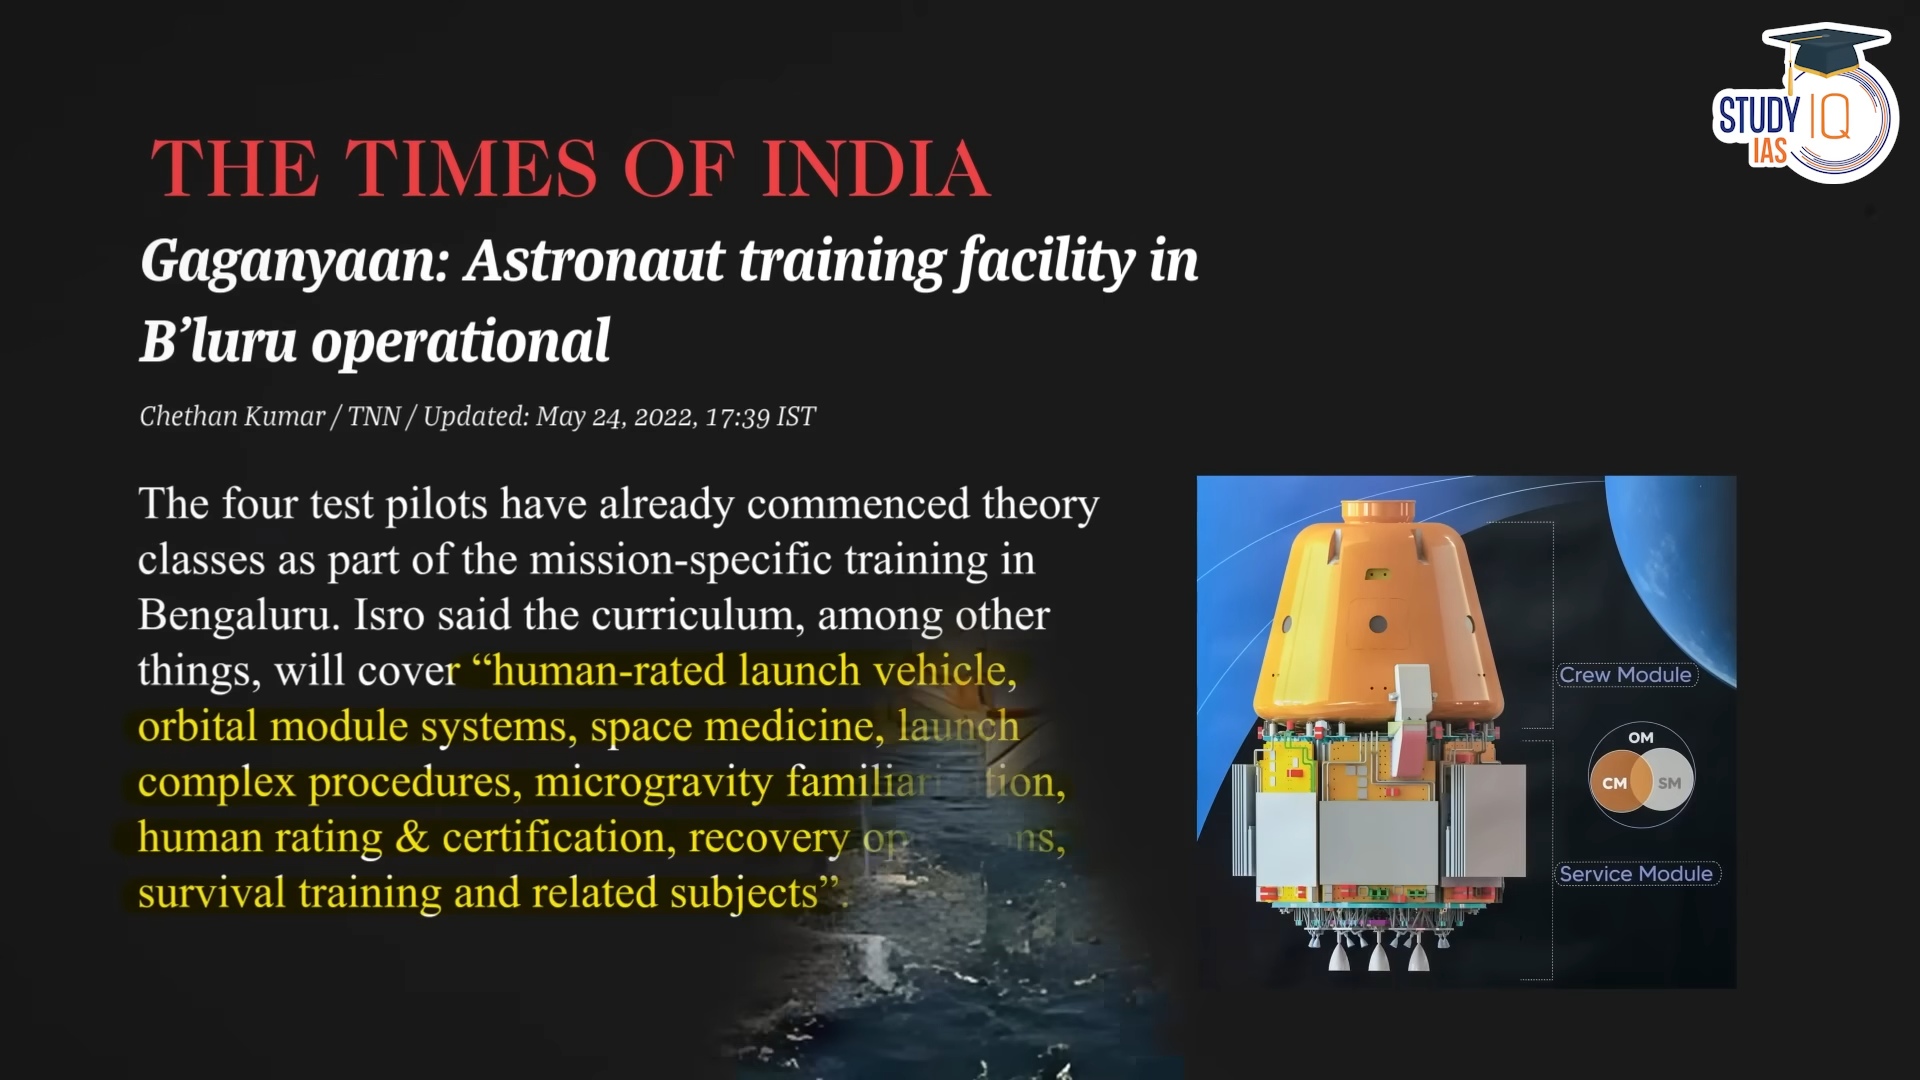 STUDY IQ
IAS
THE TIMES OF INDIA
Gaganyaan: Astronaut training facility in
B’luru operational
Chethan Kumar / TNN / Updated: May 24, 2022, 17:39 IST
The four test pilots have already commenced theory
classes as part of the mission-specific training in
Bengaluru. Isro said the curriculum, among other
things, will cover “human-rated launch vehicle,
orbital module systems, space medicine, launch
complex procedures, microgravity
human rating & certification, recovery
survival training and related subjects”.
Crew Module
OM
CM SM
Service Module